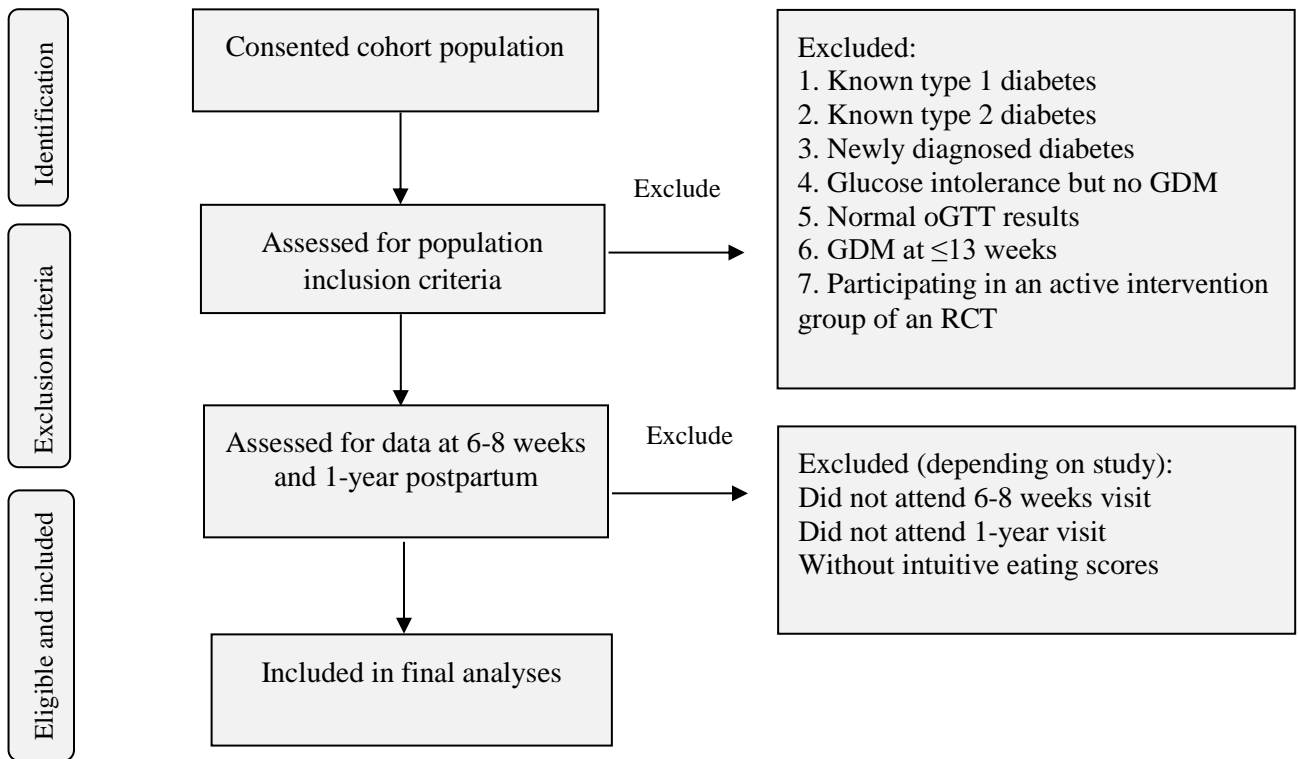 Identification
Consented cohort population
Excluded:
1. Known type 1 diabetes
2. Known type 2 diabetes
3. Newly diagnosed diabetes
4. Glucose intolerance but no GDM
5. Normal oGTT results
6. GDM at ≤13 weeks
7. Participating in an active intervention
group of an RCT
Exclude
Exclusion criteria
Assessed for population
inclusion criteria
Assessed for data at 6-8 weeks
and 1-year postpartum
Exclude
Excluded (depending on study):
Did not attend 6-8 weeks visit
Did not attend 1-year visit
Without intuitive eating scores
Eligible and included
Included in final analyses